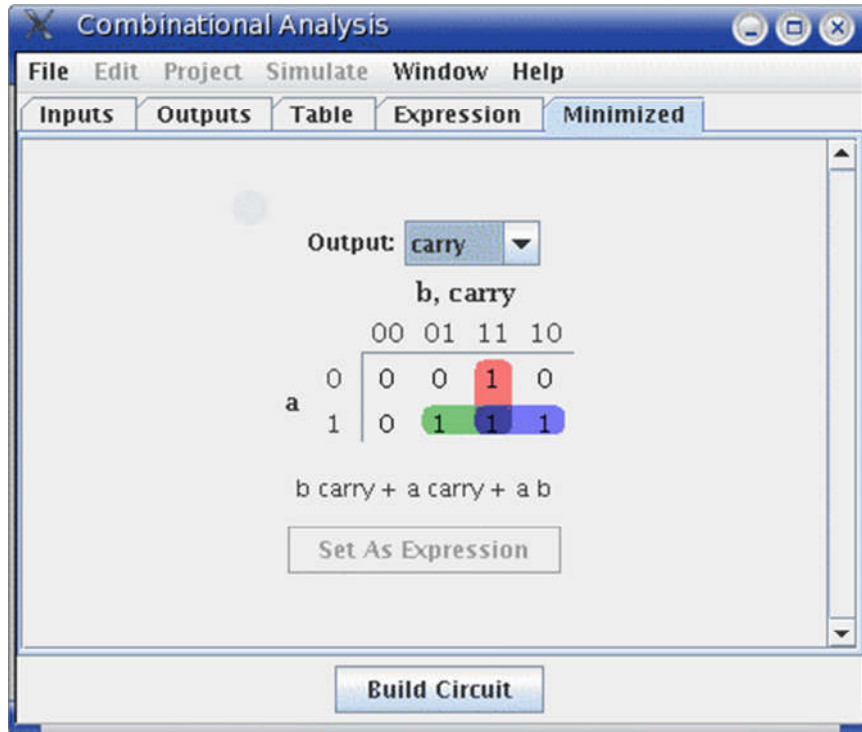 Combinational Analysis
File Edit Project Simulate Window Help
Inputs Outputs Table Expression Minimized
Output: carry
b, carry
00 01 11 10
0 0 0 1 0
a
1 0 1 1 1
b carry + a carry + a b
Set As Expression
Build Circuit